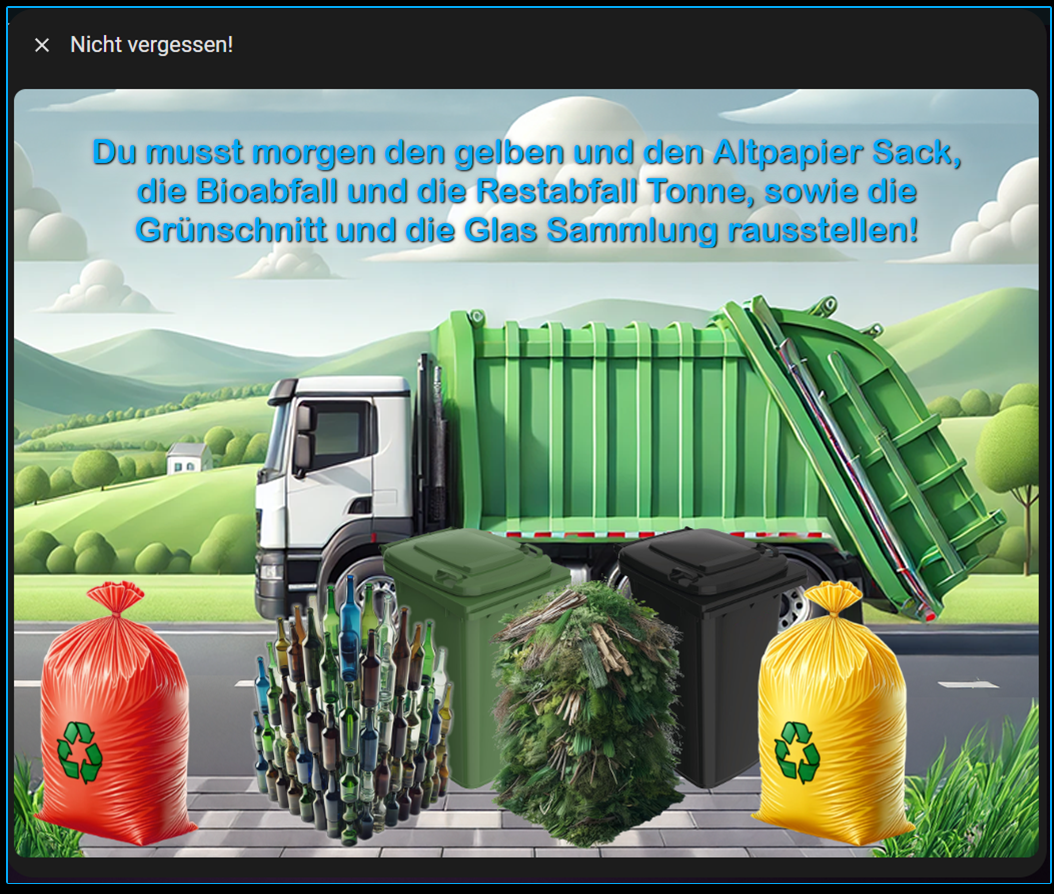 Nicht vergessen!
Du musst morgen den gelben und den Altpapier Sack,
die Bioabfall und die Restabfall Tonne, sowie die
Grünschnitt und die Glas Sammlung rausstellen!